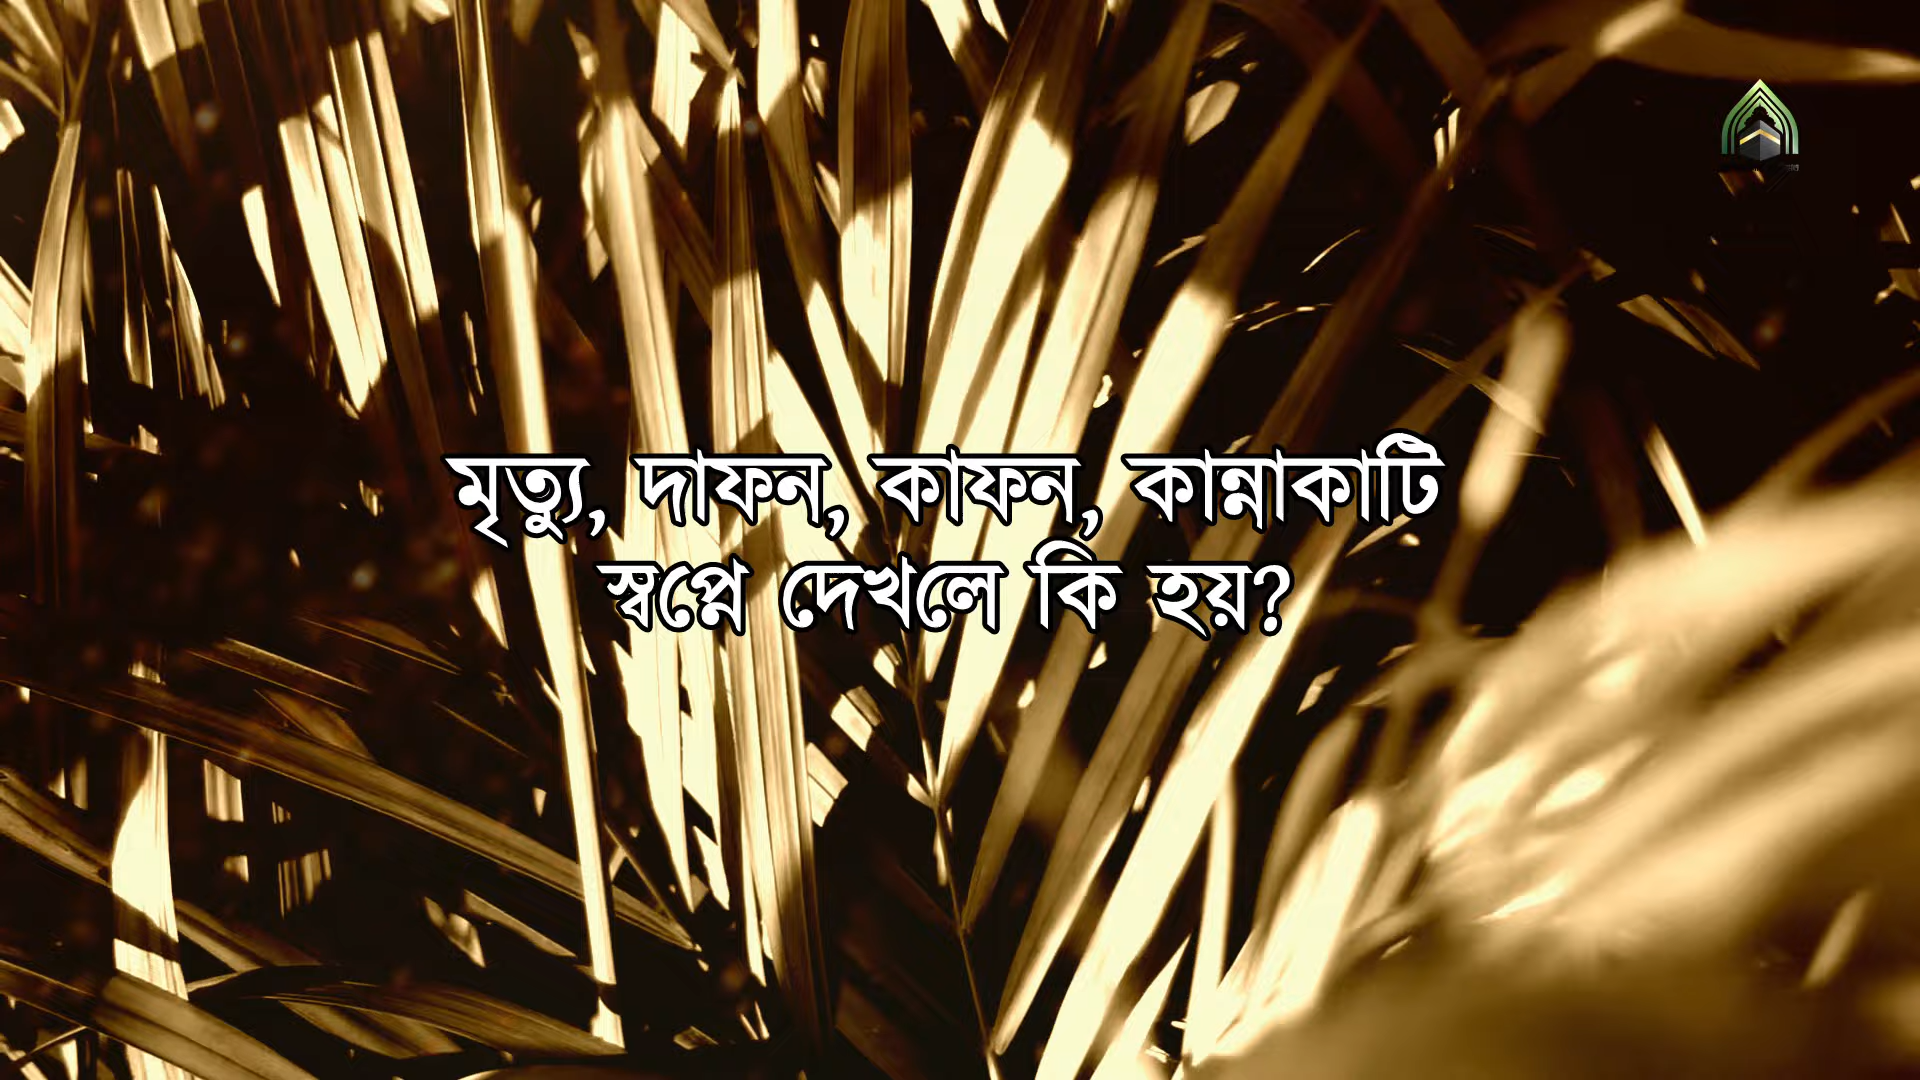 মৃত্যু, দাফন, কাফন, কান্নাকাটি
স্বপ্নে দেখলে কি হয়?